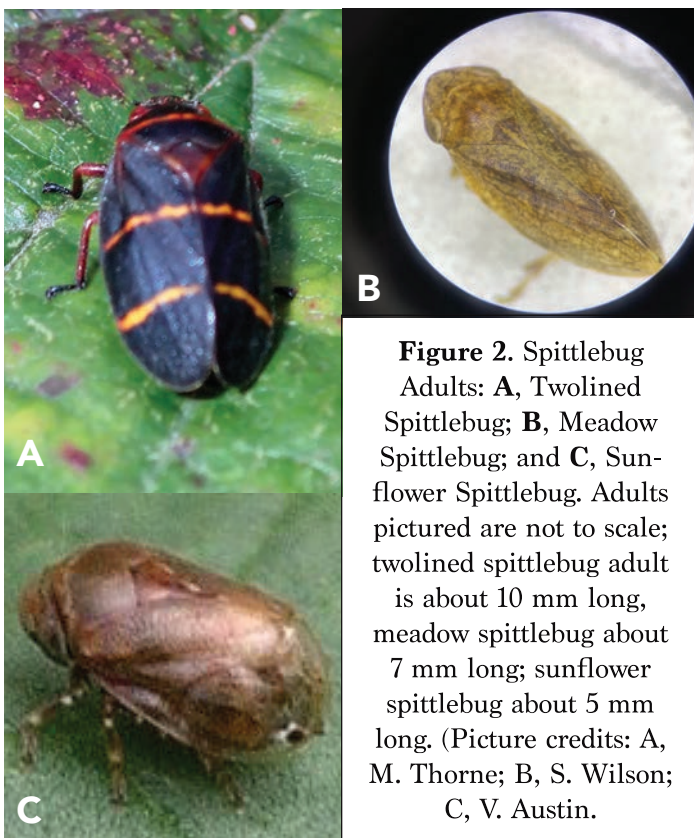 A
B
Figure 2. Spittlebug
Adults: A, Twolined
Spittlebug; B, Meadow
Spittlebug; and C, Sun-
flower Spittlebug. Adults
pictured are not to scale;
twolined spittlebug adult
is about 10 mm long,
meadow spittlebug about
7 mm long; sunflower
spittlebug about 5 mm
long. (Picture credits: A,
M. Thorne; B, S. Wilson;
C, V. Austin.
C